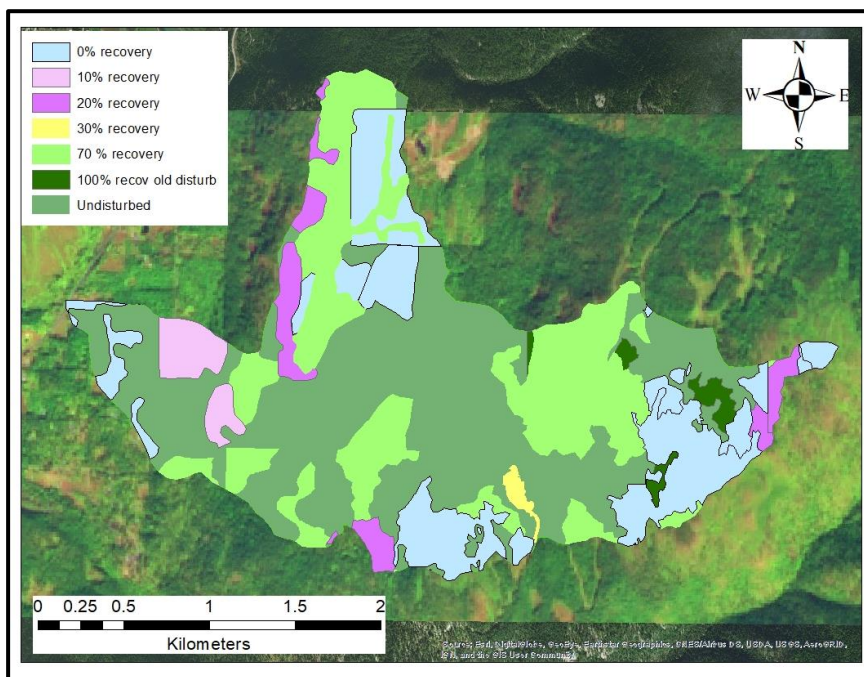 0% recovery
10% recovery
20% recovery
30% recovery
70 % recovery
100% recov old disturb
Undisturbed
N
W E
S
0 0.25 0.5 1 1.5 2
Kilometers
Source: Esri, DigitalGlobe, GeoEye, Earthstar Geographics, CNES/Airbus DS, USDA, USGS, AeroGRID,
IGN, and the GIS User Community